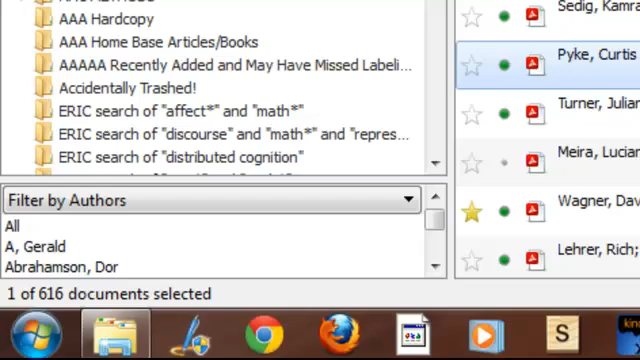 AAA Hardcopy
AAA Home Base Articles/Books
AAAAA Recently Added and May Have Missed Labeli...
Accidentally Trashed!
ERIC search of "affect*" and "math*"
ERIC search of "discourse" and "math*" and "repres...
ERIC search of "distributed cognition"
Filter by Authors
All
A, Gerald
Abrahamson, Dor
1 of 616 documents selected
Sedig, Kamra
Pyke, Curtis
Turner, Julian
Meira, Lucian
Wagner, Dav
Lehrer, Rich;
S